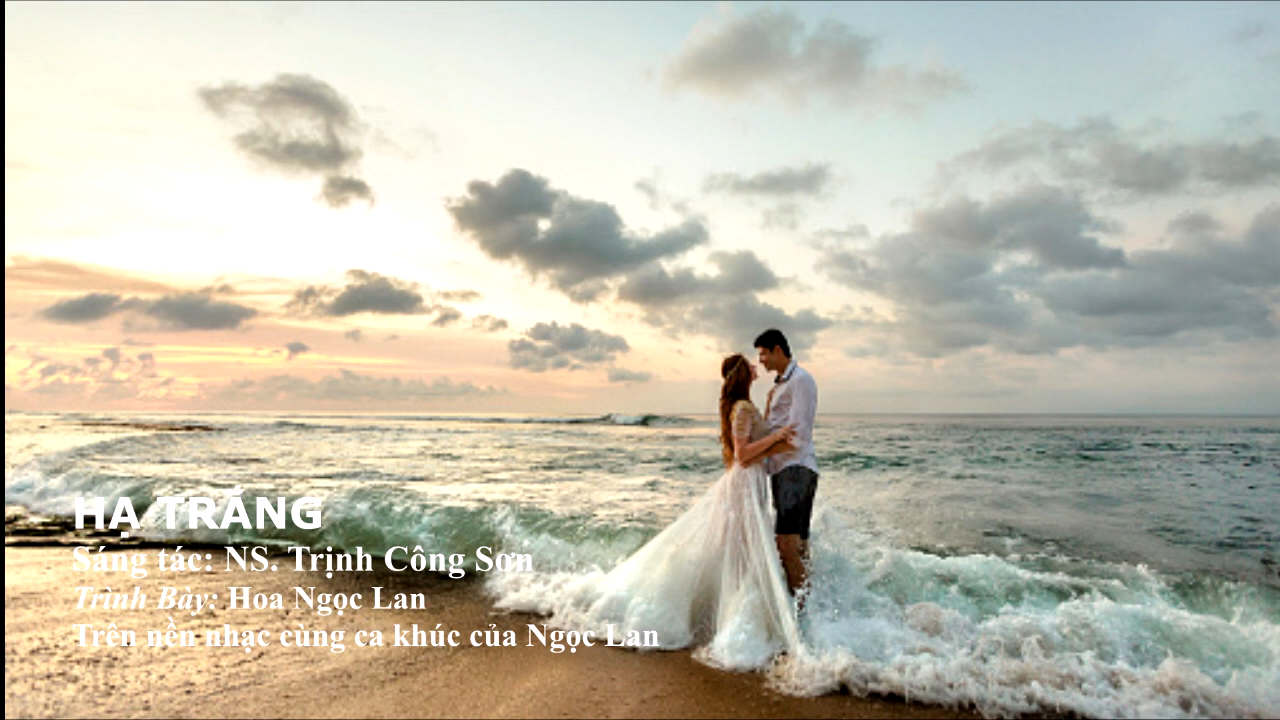 HẠ TRẮNG
Sáng tác: NS. Trịnh Công Sơn
Trình Bày: Hoa Ngọc Lan
Trên nền nhạc cùng ca khúc của Ngọc Lan